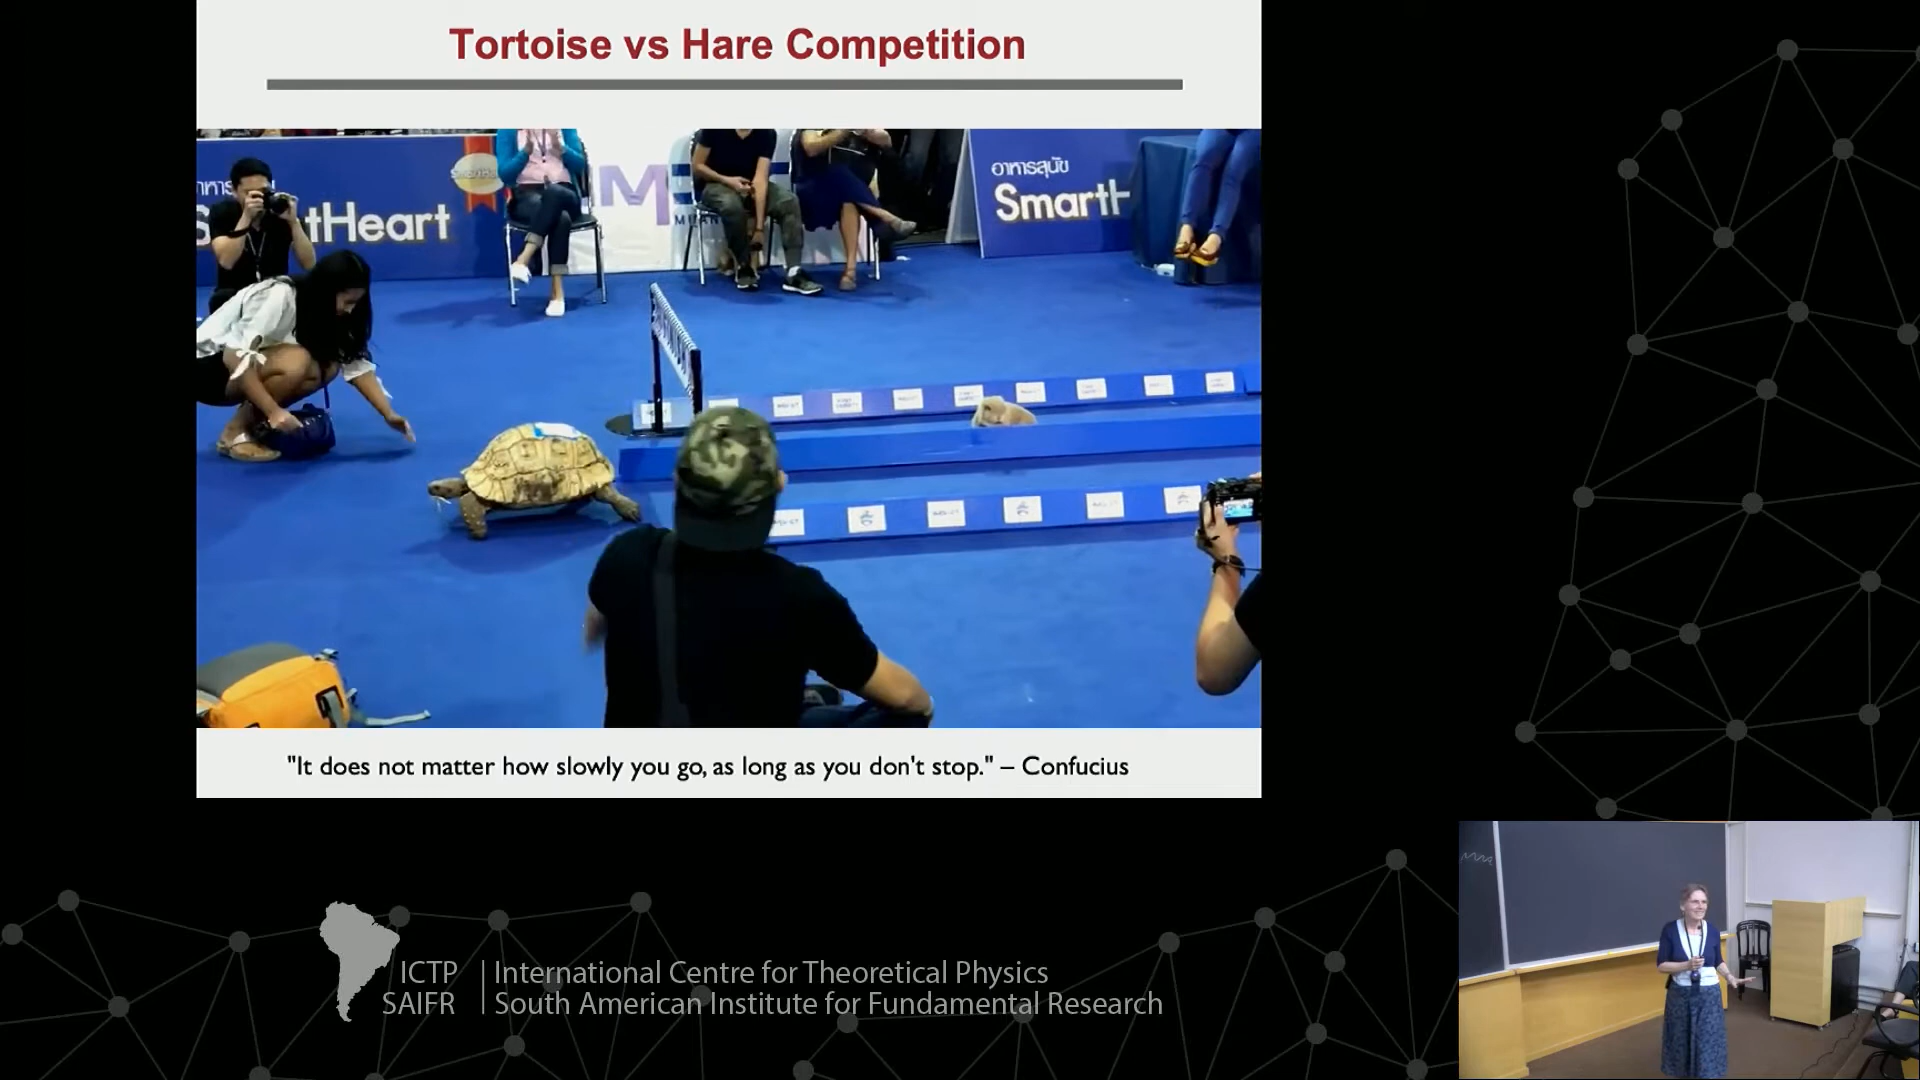 Tortoise vs Hare Competition
อาหารสุนัข
tHeart
SmartH
"It does not matter how slowly you go, as long as you don't stop." – Confucius
ICTP
SAIFR
International Centre for Theoretical Physics
South American Institute for Fundamental Research